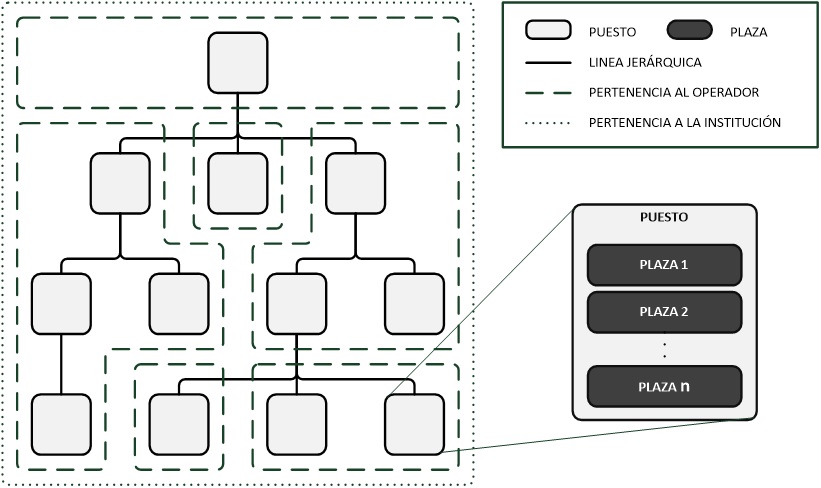 PUESTO
PLAZA
LINEA JERÁRQUICA
PERTENENCIA AL OPERADOR
PERTENENCIA A LA INSTITUCIÓN
PUESTO
PLAZA 1
PLAZA 2
PLAZA n